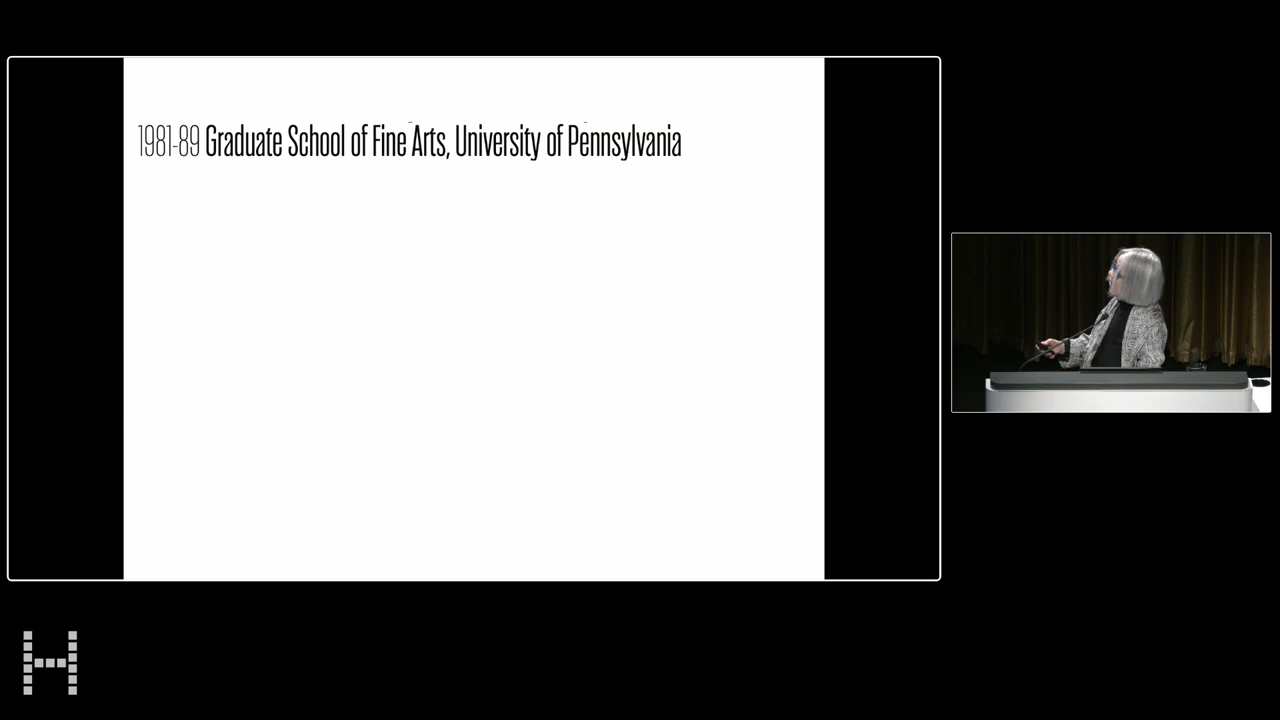 1981-89 Graduate School of Fine Arts, University of Pennsylvania
H